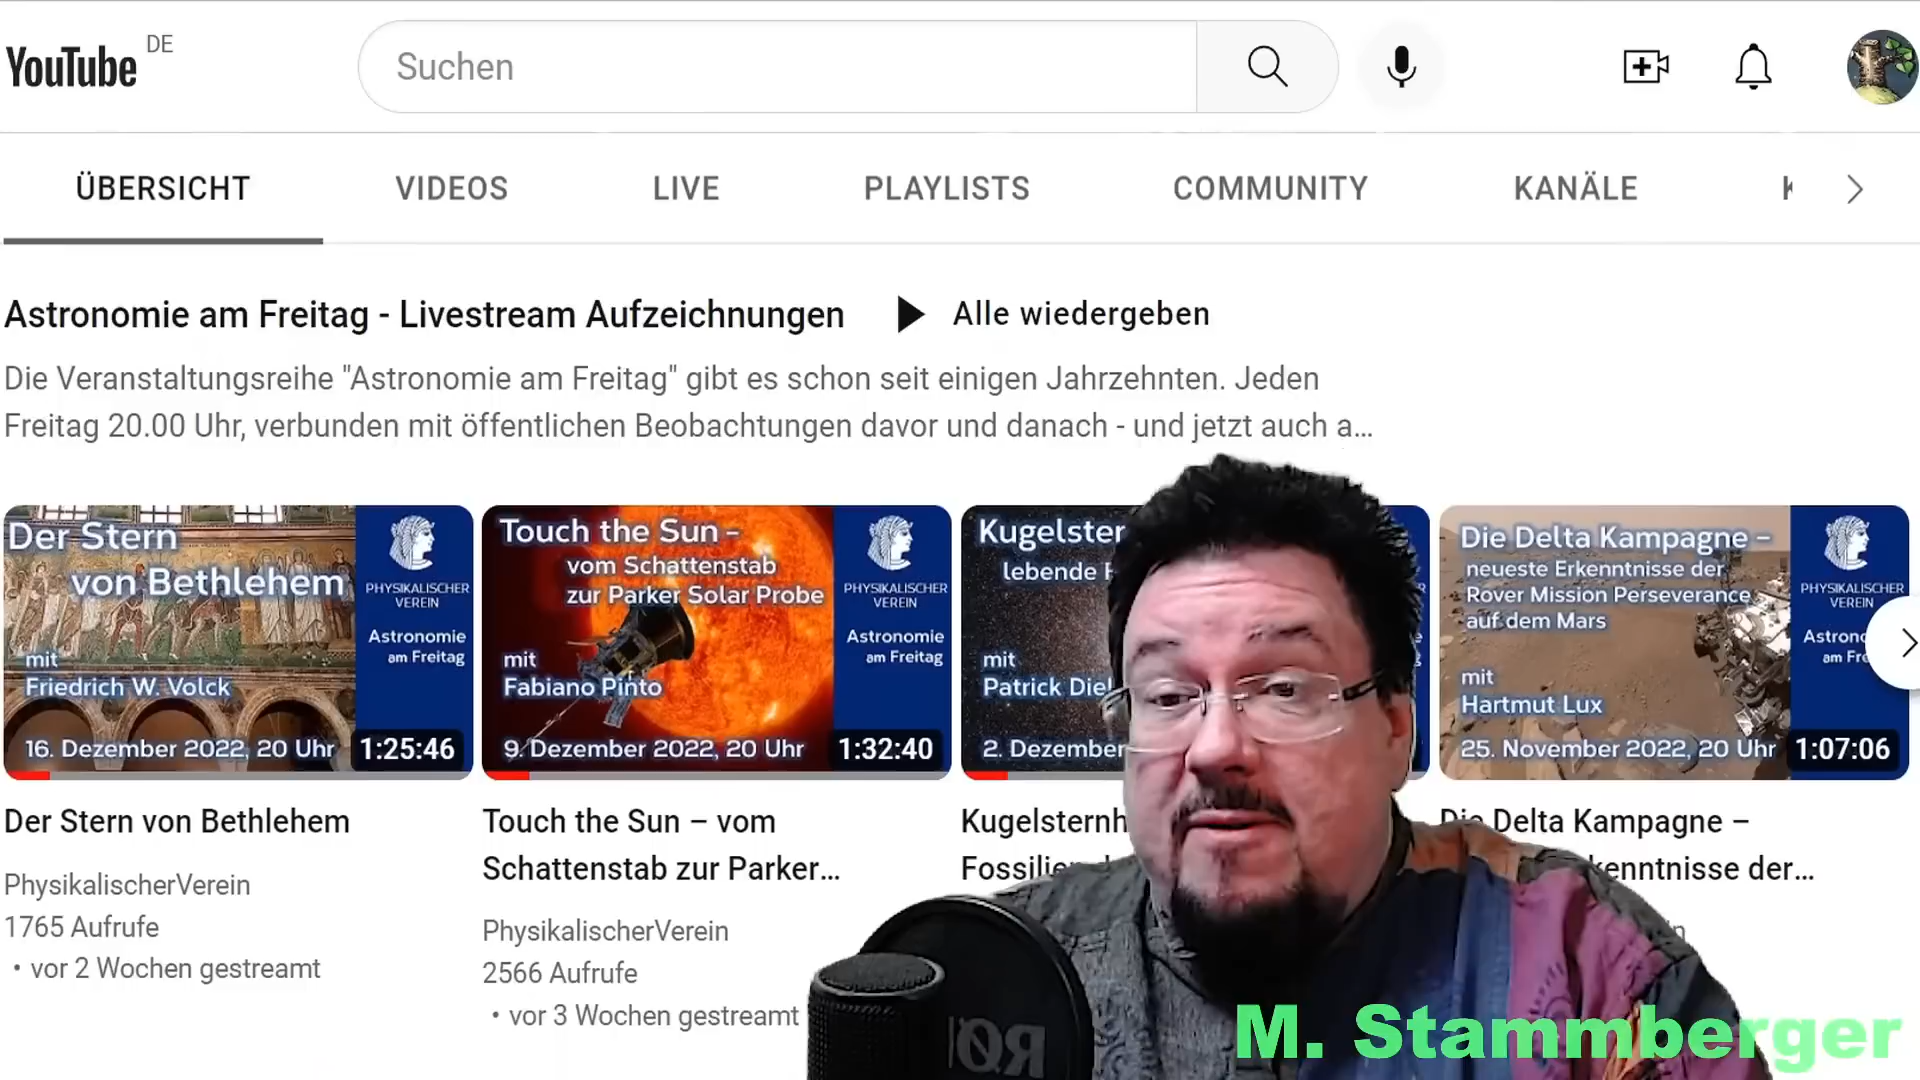 YouTube DE
Suchen
ÜBERSICHT VIDEOS LIVE PLAYLISTS COMMUNITY KANÄLE
Astronomie am Freitag - Livestream Aufzeichnungen Alle wiedergeben
Die Veranstaltungsreihe "Astronomie am Freitag" gibt es schon seit einigen Jahrzehnten. Jeden
Freitag 20.00 Uhr, verbunden mit öffentlichen Beobachtungen davor und danach - und jetzt auch a...
Der Stern
von Bethlehem
mit
Friedrich W. Volck
16. Dezember 2022, 20 Uhr
PHYSIKALISCHER
VEREIN
Astronomie
am Freitag
1:25:46
Touch the Sun –
vom Schattenstab
zur Parker Solar Probe
mit
Fabiano Pinto
9. Dezember 2022, 20 Uhr
PHYSIKALISCHER
VEREIN
Astronomie
am Freitag
1:32:40
Kugelster
lebende
mit
Patrick
2. Dezember
Die Delta Kampagne –
neueste Erkenntnisse der
Rover Mission Perseverance
auf dem Mars
mit
Hartmut Lux
25. November 2022, 20 Uhr
PHYSIKALISCHER
VEREIN
Astrono
am Fre
1:07:06
Der Stern von Bethlehem
PhysikalischerVerein
1765 Aufrufe
• vor 2 Wochen gestreamt
Touch the Sun – vom
Schattenstab zur Parker...
PhysikalischerVerein
2566 Aufrufe
• vor 3 Wochen gestreamt
Kugelsternh
Fossilien
Die Delta Kampagne –
kenntnisse der...
M. Stammberger